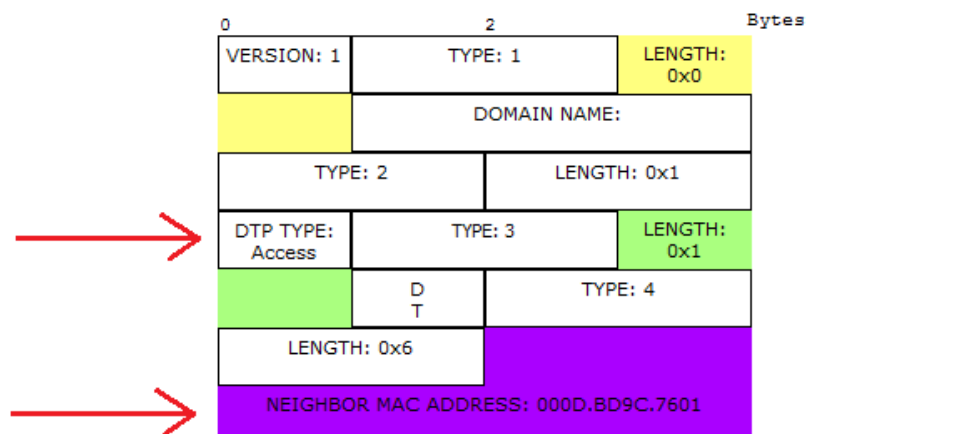 0 2 Bytes
VERSION: 1 TYPE: 1 LENGTH:
0x0
DOMAIN NAME:
TYPE: 2 LENGTH: 0x1
DTP TYPE: TYPE: 3 LENGTH:
Access 0x1
D TYPE: 4
T
LENGTH: 0x6
NEIGHBOR MAC ADDRESS: 000D.BD9C.7601